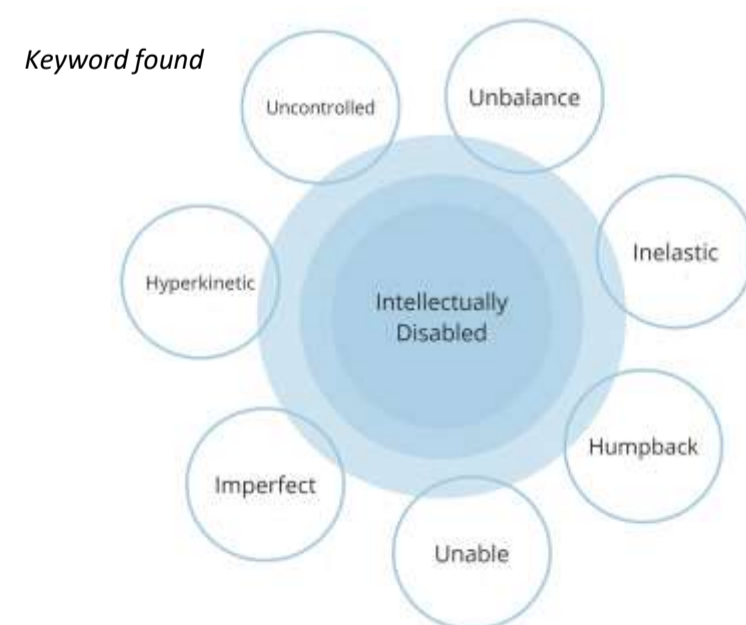 Keyword found
Uncontrolled
Unbalance
Hyperkinetic
Inelastic
Intellectually
Disabled
Imperfect
Humpback
Unable